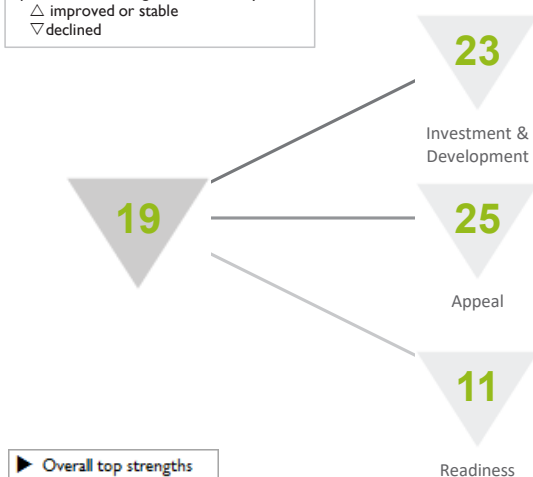 △ improved or stable
▽ declined
23
Investment &
Development
19
25
Appeal
11
Readiness
▶ Overall top strengths